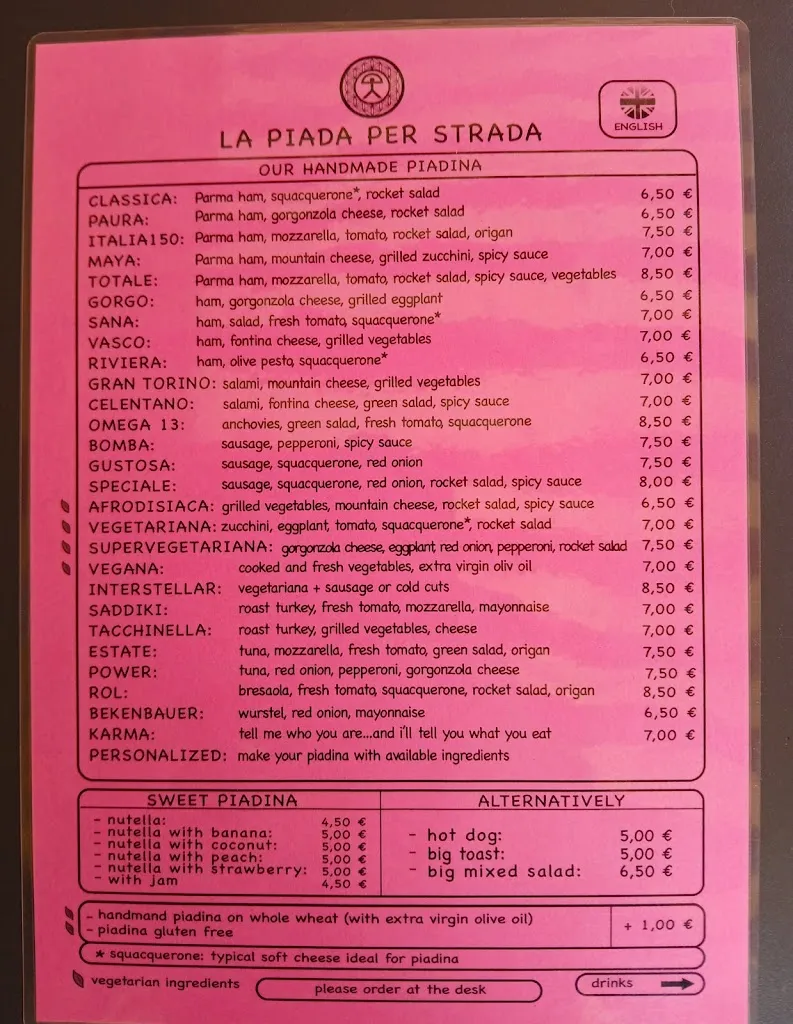 ENGLISH
LA PIADA PER STRADA
OUR HANDMADE PIADINA
CLASSICA: Parma ham, squacquerone*, rocket salad 6,50 €
PAURA: Parma ham, gorgonzola cheese, rocket salad 6,50 €
ITALIA150: Parma ham, mozzarella, tomato, rocket salad, origan 7,50 €
MAYA: Parma ham, mountain cheese, grilled zucchini, spicy sauce 7,00 €
TOTALE: Parma ham, mozzarella, tomato, rocket salad, spicy sauce, vegetables 8,50 €
GORGO: ham, gorgonzola cheese, grilled eggplant 6,50 €
SANA: ham, salad, fresh tomato, squacquerone* 7,00 €
VASCO: ham, fontina cheese, grilled vegetables 7,00 €
RIVIERA: ham, olive pesto, squacquerone* 6,50 €
GRAN TORINO: salami, mountain cheese, grilled vegetables 7,00 €
CELENTANO: salami, fontina cheese, green salad, spicy sauce 7,00 €
OMEGA 13: anchovies, green salad, fresh tomato, squacquerone 8,50 €
BOMBA: sausage, pepperoni, spicy sauce 7,50 €
GUSTOSA: sausage, squacquerone, red onion 7,50 €
SPECIALE: sausage, squacquerone, red onion, rocket salad, spicy sauce 8,00 €
AFRODISIACA: grilled vegetables, mountain cheese, rocket salad, spicy sauce 6,50 €
VEGETARIANA: zucchini, eggplant, tomato, squacquerone*, rocket salad 7,00 €
SUPERVEGETARIANA: gorgonzola cheese, eggplant, red onion, pepperoni, rocket salad 7,50 €
VEGANA: cooked and fresh vegetables, extra virgin oliv oil 7,00 €
INTERSTELLAR: vegetariana + sausage or cold cuts 8,50 €
SADDIKI: roast turkey, fresh tomato, mozzarella, mayonnaise 7,00 €
TACCHINELLA: roast turkey, grilled vegetables, cheese 7,00 €
ESTATE: tuna, mozzarella, fresh tomato, green salad, origan 7,50 €
POWER: tuna, red onion, pepperoni, gorgonzola cheese 7,50 €
ROL: bresaola, fresh tomato, squacquerone, rocket salad, origan 8,50 €
BEKENBAUER: wurstel, red onion, mayonnaise 6,50 €
KARMA: tell me who you are...and i'll tell you what you eat 7,00 €
PERSONALIZED: make your piadina with available ingredients
SWEET PIADINA
- nutella: 4,50 €
- nutella with banana: 5,00 €
- nutella with coconut: 5,00 €
- nutella with peach: 5,00 €
- nutella with strawberry: 5,00 €
- with jam 4,50 €
ALTERNATIVELY
- hot dog: 5,00 €
- big toast: 5,00 €
- big mixed salad: 6,50 €
- handmand piadina on whole wheat (with extra virgin olive oil)
- piadina gluten free
+ 1,00 €
* squacquerone: typical soft cheese ideal for piadina
vegetarian ingredients
please order at the desk
drinks